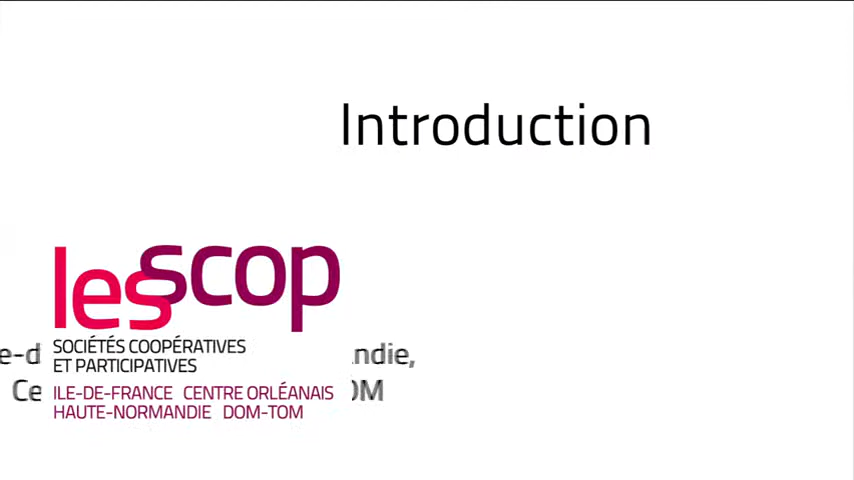 Introduction
lesscop
SOCIÉTÉS COOPÉRATIVES
ET PARTICIPATIVES
ILE-DE-FRANCE CENTRE ORLÉANAIS
HAUTE-NORMANDIE DOM-TOM